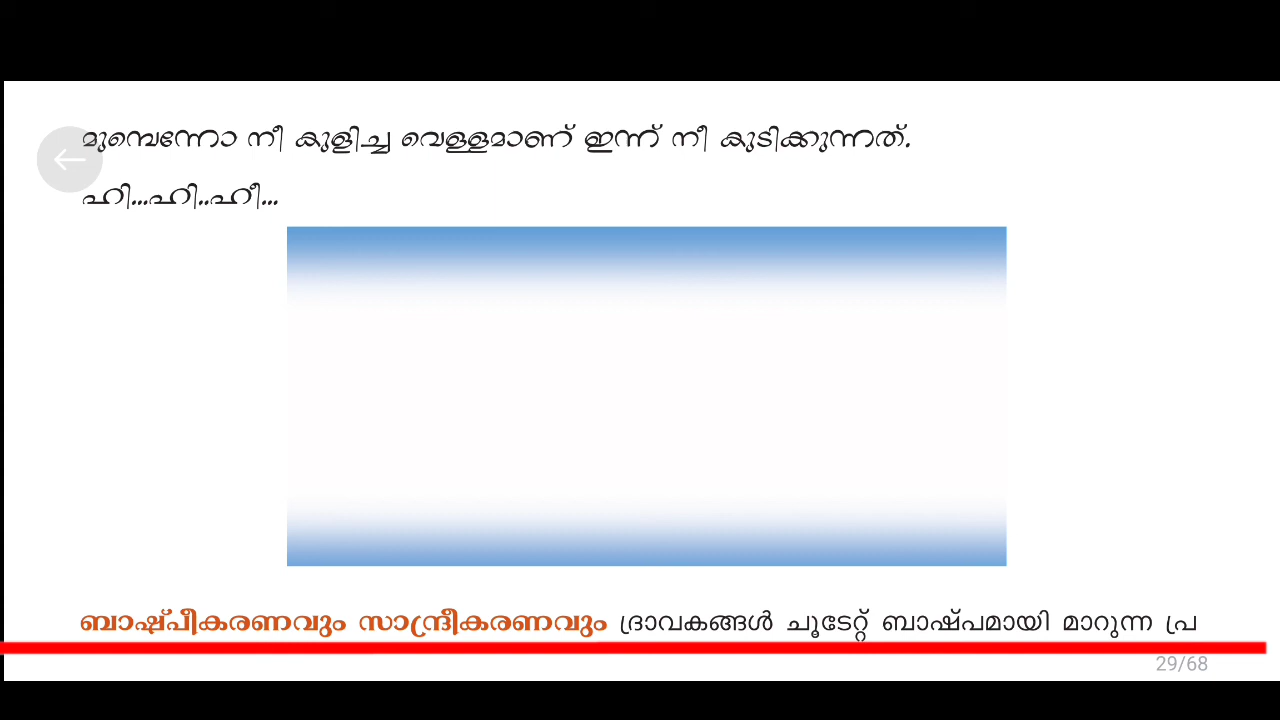 മുമ്പെന്നോ നീ കുളിച്ച വെള്ളമാണ് ഇന്ന് നീ കുടിക്കുന്നത്.
ഹി...ഹി..ഹീ...
ബാഷ്പീകരണവും സാന്ദ്രീകരണവും ദ്രാവകങ്ങൾ ചൂടേറ്റ് ബാഷ്പമായി മാറുന്ന പ്ര
29/68